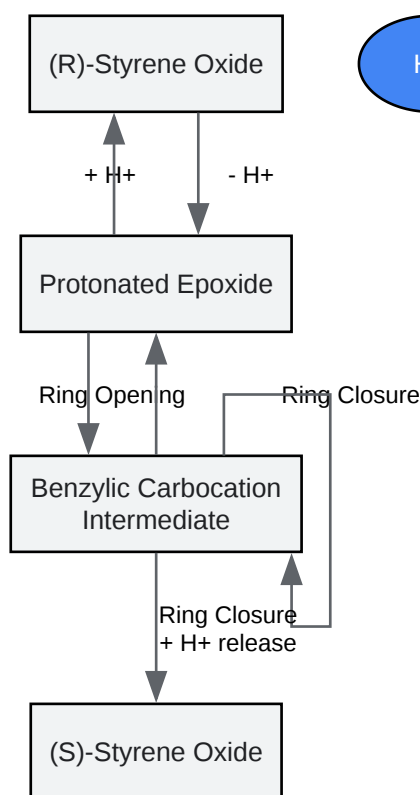 (R)-Styrene Oxide
H
+ H+
- H+
Protonated Epoxide
Ring Opening
Ring Closure
Benzylic Carbocation
Intermediate
Ring Closure
+ H+ release
(S)-Styrene Oxide